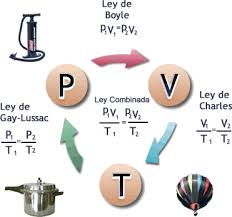 Ley de
Boyle
P₁V₁ = P₂V₂
P
V
Ley de
Gay-Lussac
P₁ = P₂
T₁ T₂
Ley Combinada
P₁V₁ = P₂V₂
T₁ T₂
Ley de
Charles
V₁ = V₂
T₁ T₂
T